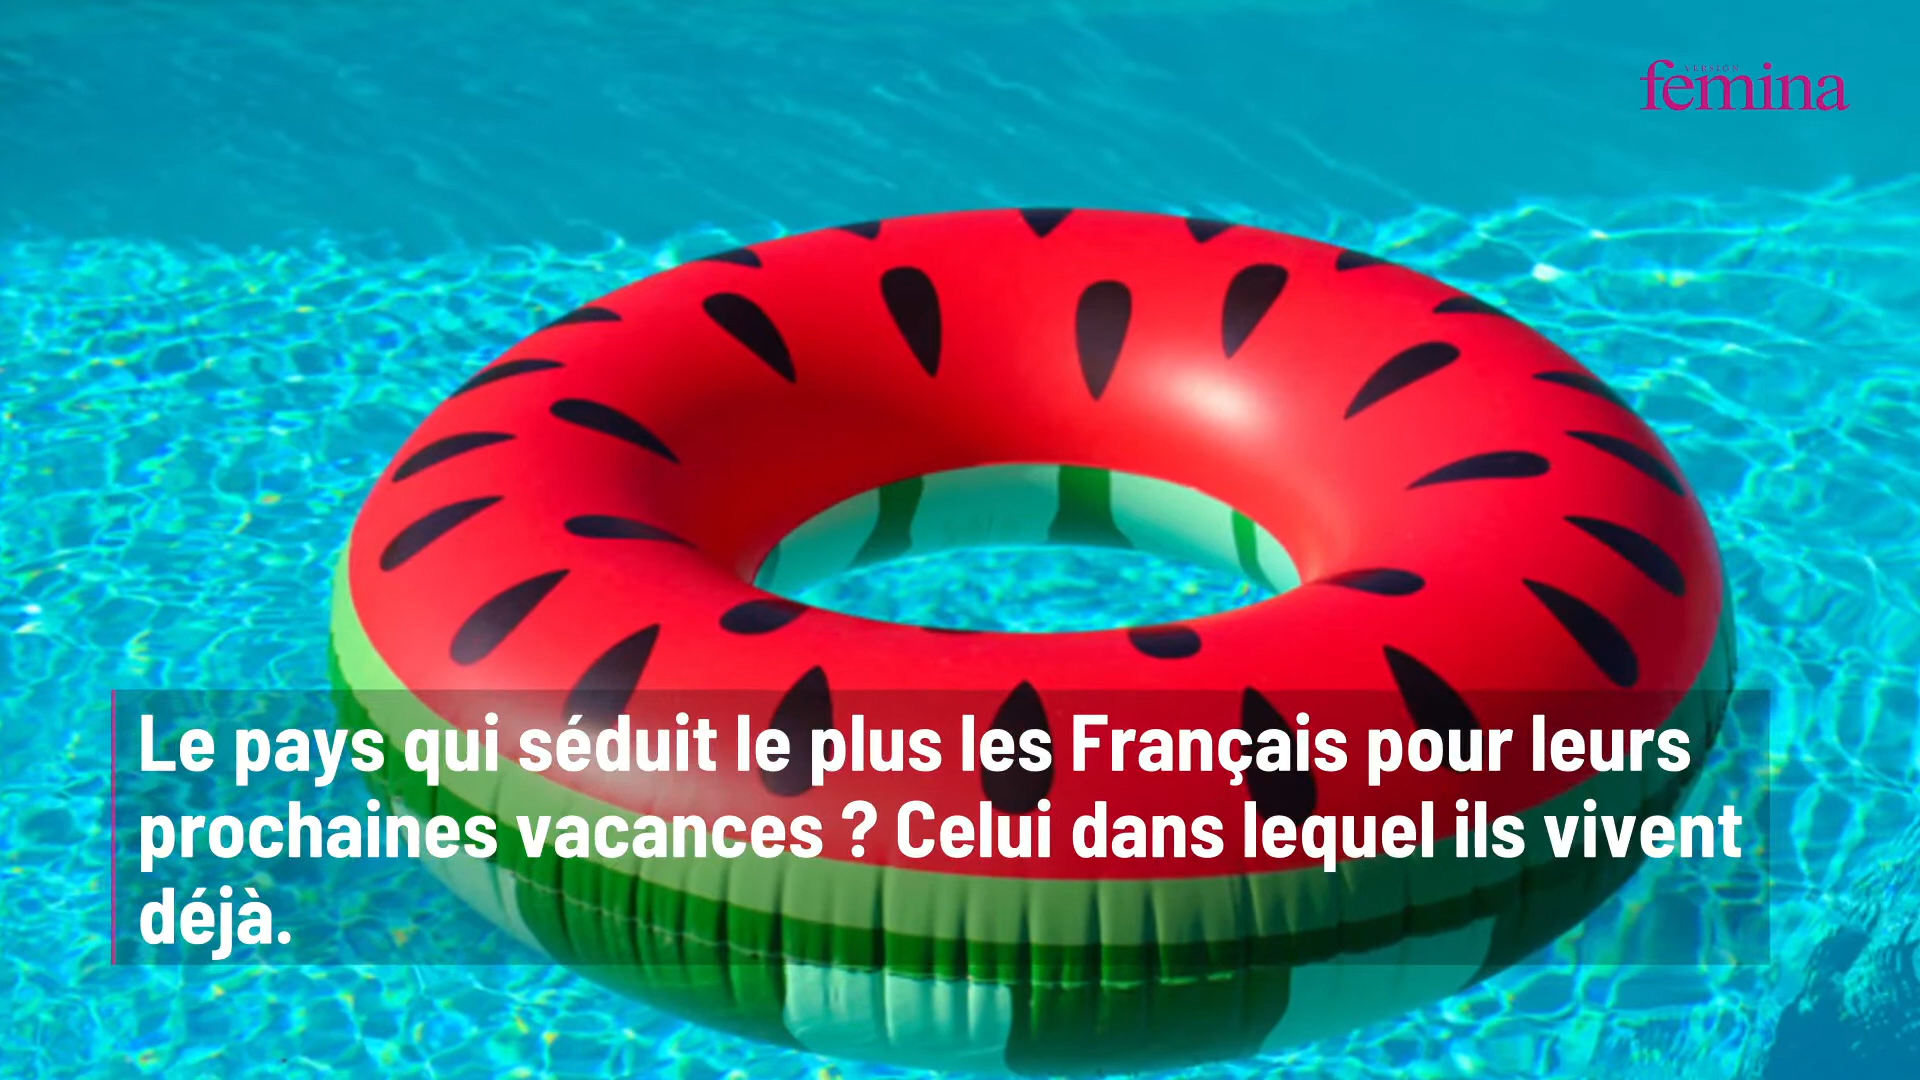 VERSION
femina
Le pays qui séduit le plus les Français pour leurs
prochaines vacances ? Celui dans lequel ils vivent
déjà.